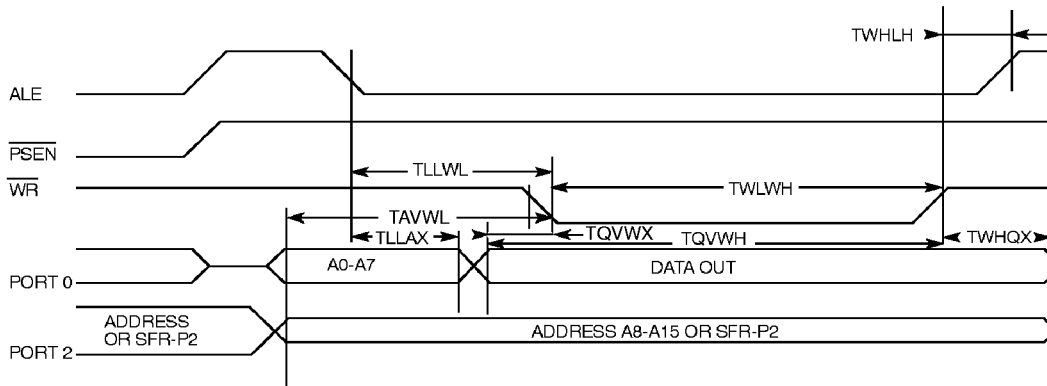 TWHLH
ALE
PSEN
TLLWL
WR
TWLWH
TAVWL
TLLAX
TQVWX
TQVWH
TWHQX
A0-A7
DATA OUT
PORT 0
ADDRESS
OR SFR-P2
ADDRESS A8-A15 OR SFR-P2
PORT 2